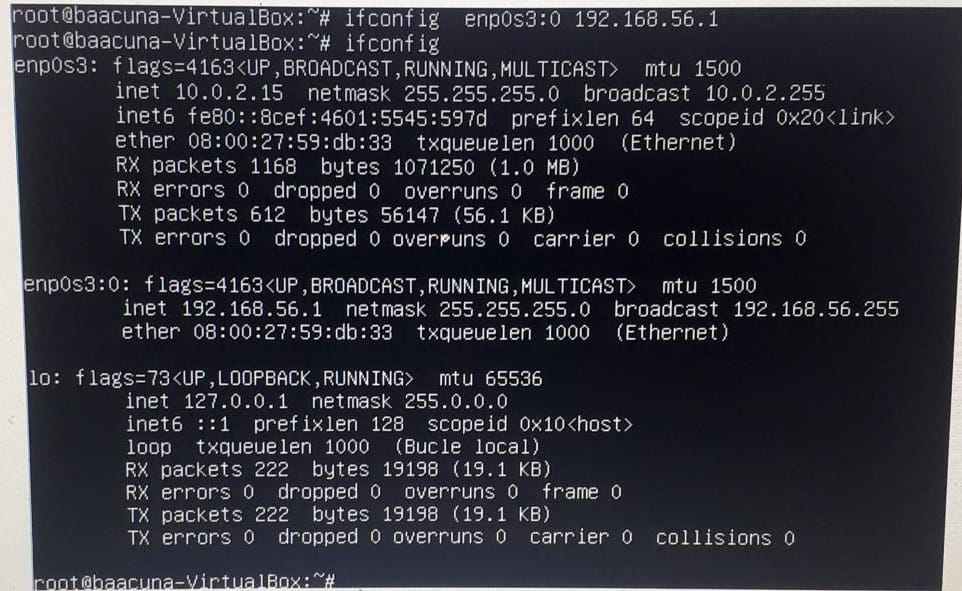 root@baacuna-VirtualBox:~# ifconfig  enp0s3:0 192.168.56.1
root@baacuna-VirtualBox:~# ifconfig
enp0s3: flags=4163<UP,BROADCAST,RUNNING,MULTICAST>  mtu 1500
inet 10.0.2.15  netmask 255.255.255.0  broadcast 10.0.2.255
inet6 fe80::8cef:4601:5545:597d  prefixlen 64  scopeid 0x20<link>
ether 08:00:27:59:db:33  txqueuelen 1000  (Ethernet)
RX packets 1168  bytes 1071250 (1.0 MB)
RX errors 0  dropped 0  overruns 0  frame 0
TX packets 612  bytes 56147 (56.1 KB)
TX errors 0  dropped 0 overruns 0  carrier 0  collisions 0
enp0s3:0: flags=4163<UP,BROADCAST,RUNNING,MULTICAST>  mtu 1500
inet 192.168.56.1  netmask 255.255.255.0  broadcast 192.168.56.255
ether 08:00:27:59:db:33  txqueuelen 1000  (Ethernet)
lo: flags=73<UP,LOOPBACK,RUNNING>  mtu 65536
inet 127.0.0.1  netmask 255.0.0.0
inet6 ::1  prefixlen 128  scopeid 0x10<host>
loop  txqueuelen 1000  (Bucle local)
RX packets 222  bytes 19198 (19.1 KB)
RX errors 0  dropped 0  overruns 0  frame 0
TX packets 222  bytes 19198 (19.1 KB)
TX errors 0  dropped 0 overruns 0  carrier 0  collisions 0
root@baacuna-VirtualBox:~#